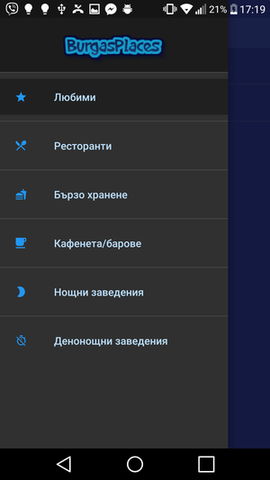 21% 17:19
BurgasPlaces
Любими
Ресторанти
Бързо хранене
Кафенета/барове
Нощни заведения
Денонощни заведения